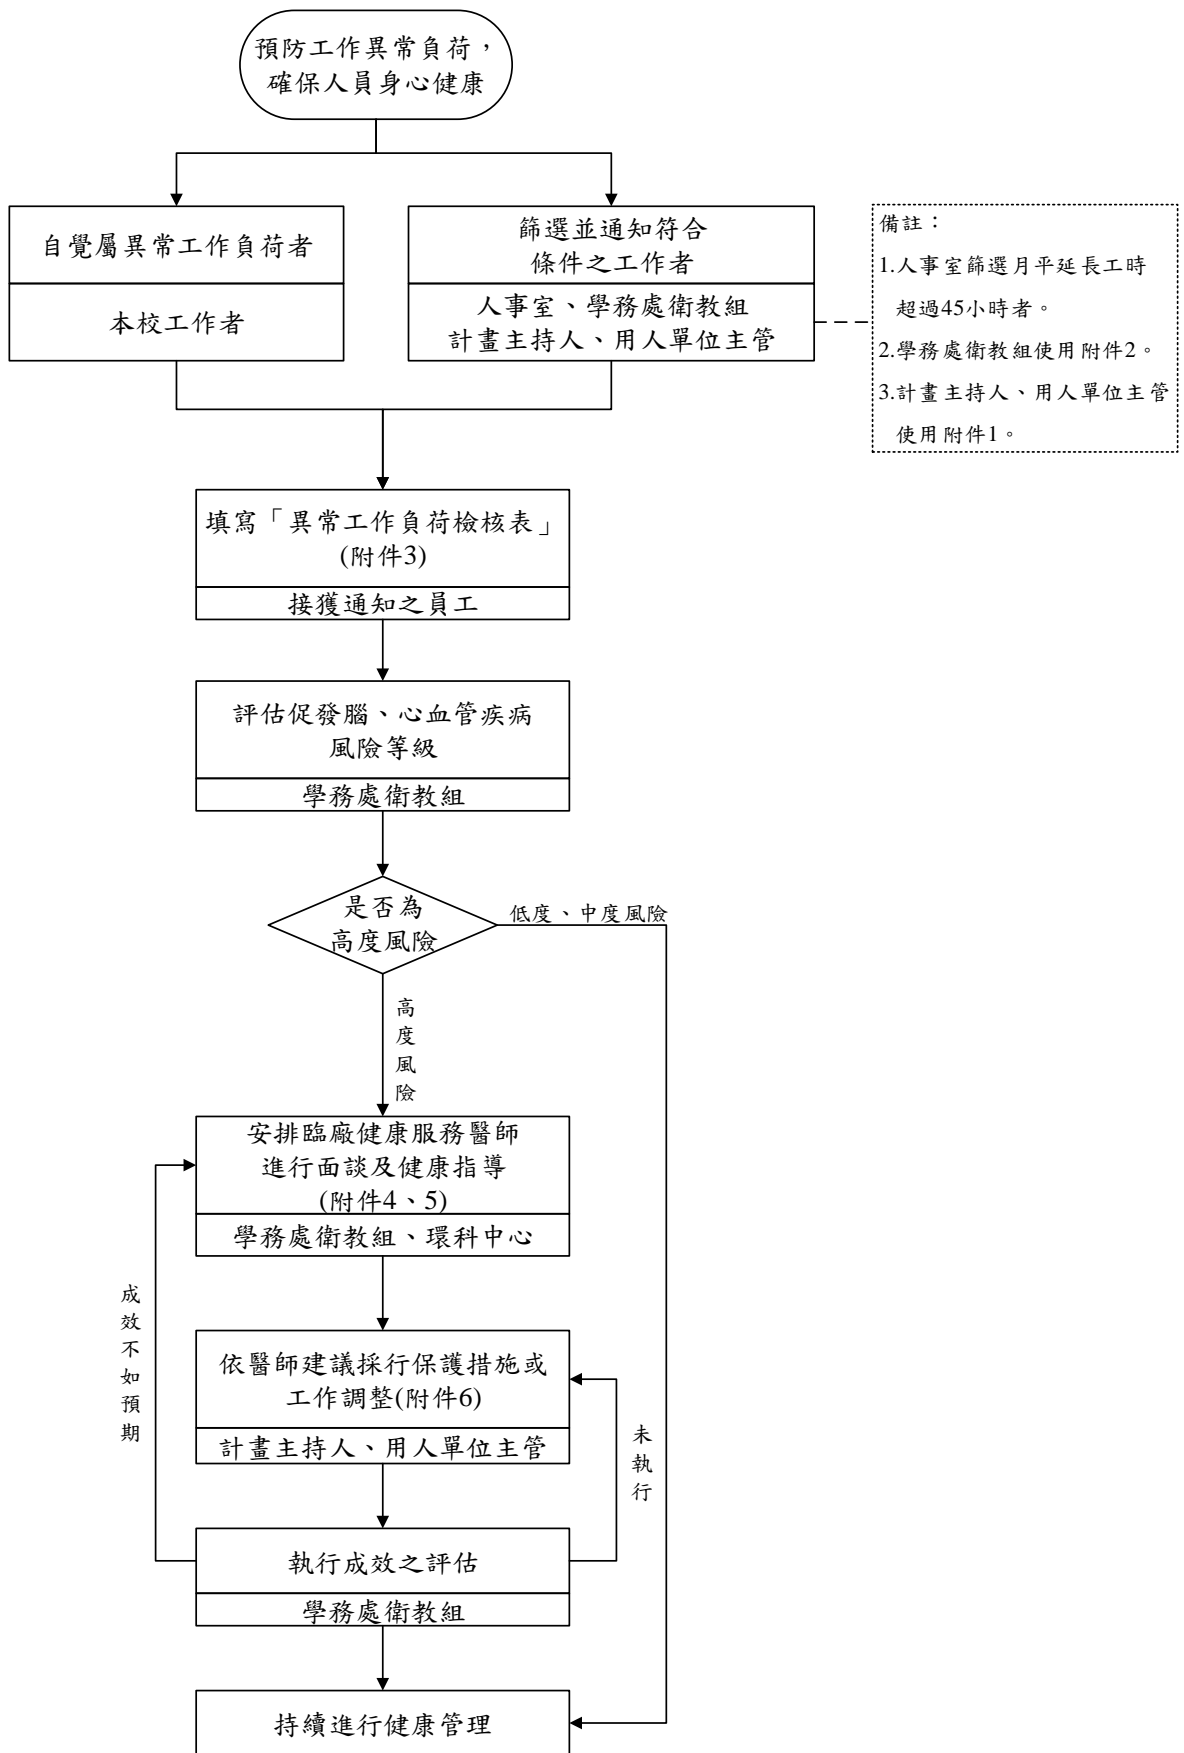 預防工作異常負荷，
確保人員身心健康
自覺屬異常工作負荷者
本校工作者
篩選並通知符合
條件之工作者
人事室、學務處衛教組
計畫主持人、用人單位主管
備註：
1.人事室篩選月平延長工時
超過45小時者。
2.學務處衛教組使用附件2。
3.計畫主持人、用人單位主管
使用附件1。
填寫「異常工作負荷檢核表」
(附件3)
接獲通知之員工
評估促發腦、心血管疾病
風險等級
學務處衛教組
是否為
高度風險
低度、中度風險
高度風險
安排臨廠健康服務醫師
進行面談及健康指導
(附件4、5)
學務處衛教組、環科中心
成效不如預期
依醫師建議採行保護措施或
工作調整(附件6)
計畫主持人、用人單位主管
未執行
執行成效之評估
學務處衛教組
持續進行健康管理